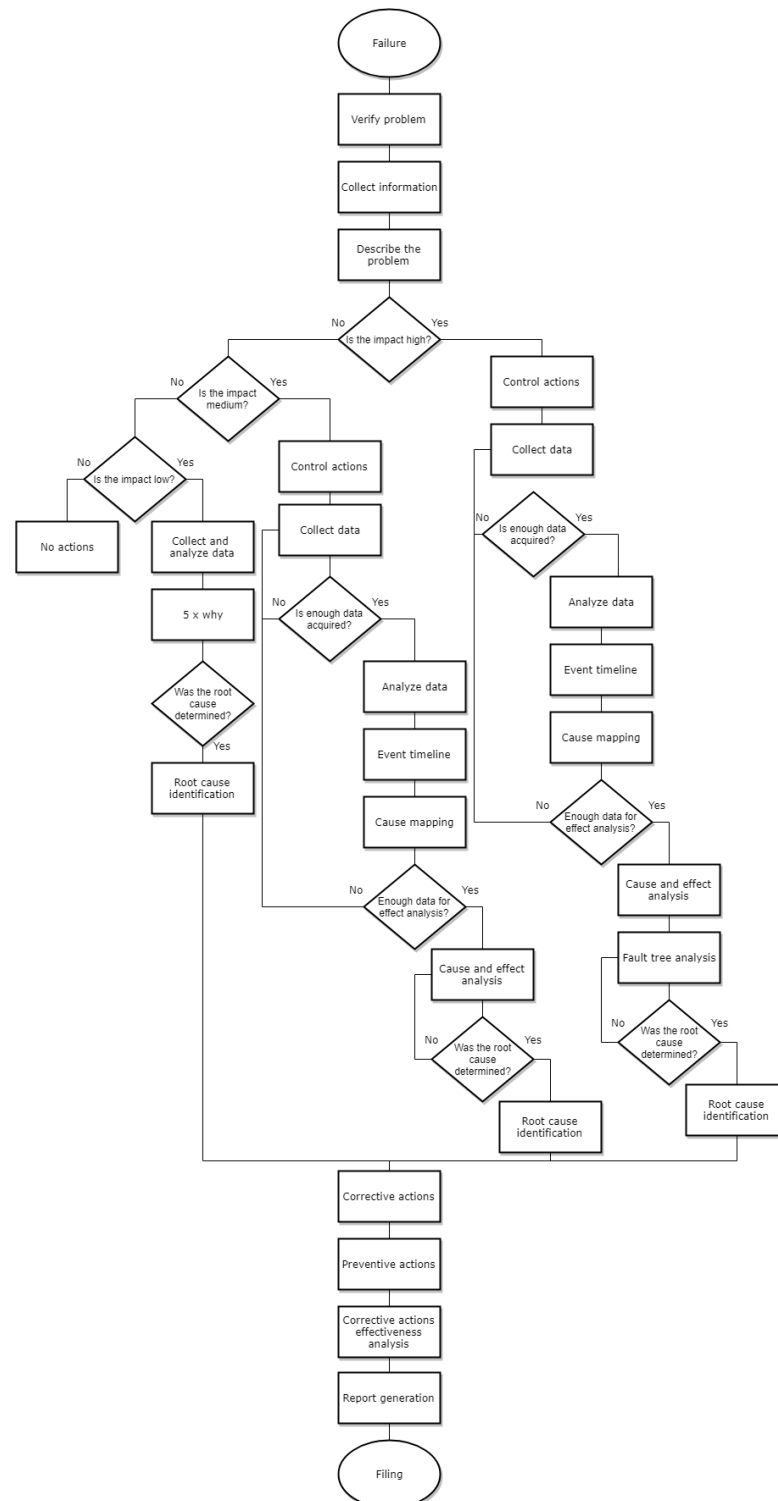 Failure
Verify problem
Collect information
Describe the
problem
No
Yes
Is the impact high?
No
Is the impact
medium?
Yes
Control actions
Collect data
No
Is the impact low?
Yes
Control actions
Collect data
No actions
Collect and
analyze data
5 x why
Was the root
cause
determined?
Yes
Root cause
identification
No
Is enough data
acquired?
Yes
Analyze data
Event timeline
Cause mapping
No
Enough data for
effect analysis?
Yes
Cause and effect
analysis
No
Was the root
cause
determined?
Yes
Root cause
identification
No
Is enough data
acquired?
Yes
Analyze data
Event timeline
Cause mapping
No
Enough data for
effect analysis?
Yes
Cause and effect
analysis
Fault tree analysis
No
Was the root
cause
determined?
Yes
Root cause
identification
Corrective actions
Preventive actions
Corrective actions
effectiveness
analysis
Report generation
Filing